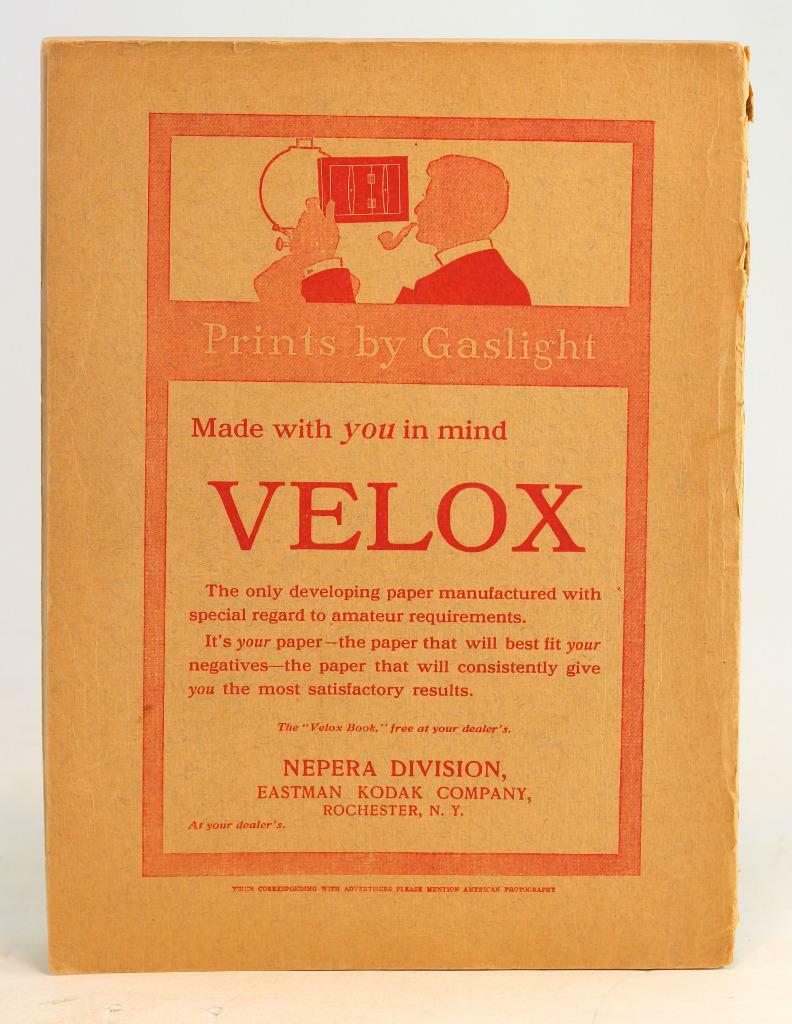 Prints by Gaslight
Made with you in mind
VELOX
The only developing paper manufactured with
special regard to amateur requirements.
It's your paper—the paper that will best fit your
negatives—the paper that will consistently give
you the most satisfactory results.
The "Velox Book," free at your dealer's.
NEPERA DIVISION,
EASTMAN KODAK COMPANY,
ROCHESTER, N. Y.
At your dealer's.
WHEN CORRESPONDING WITH ADVERTISERS PLEASE MENTION AMERICAN PHOTOGRAPHY